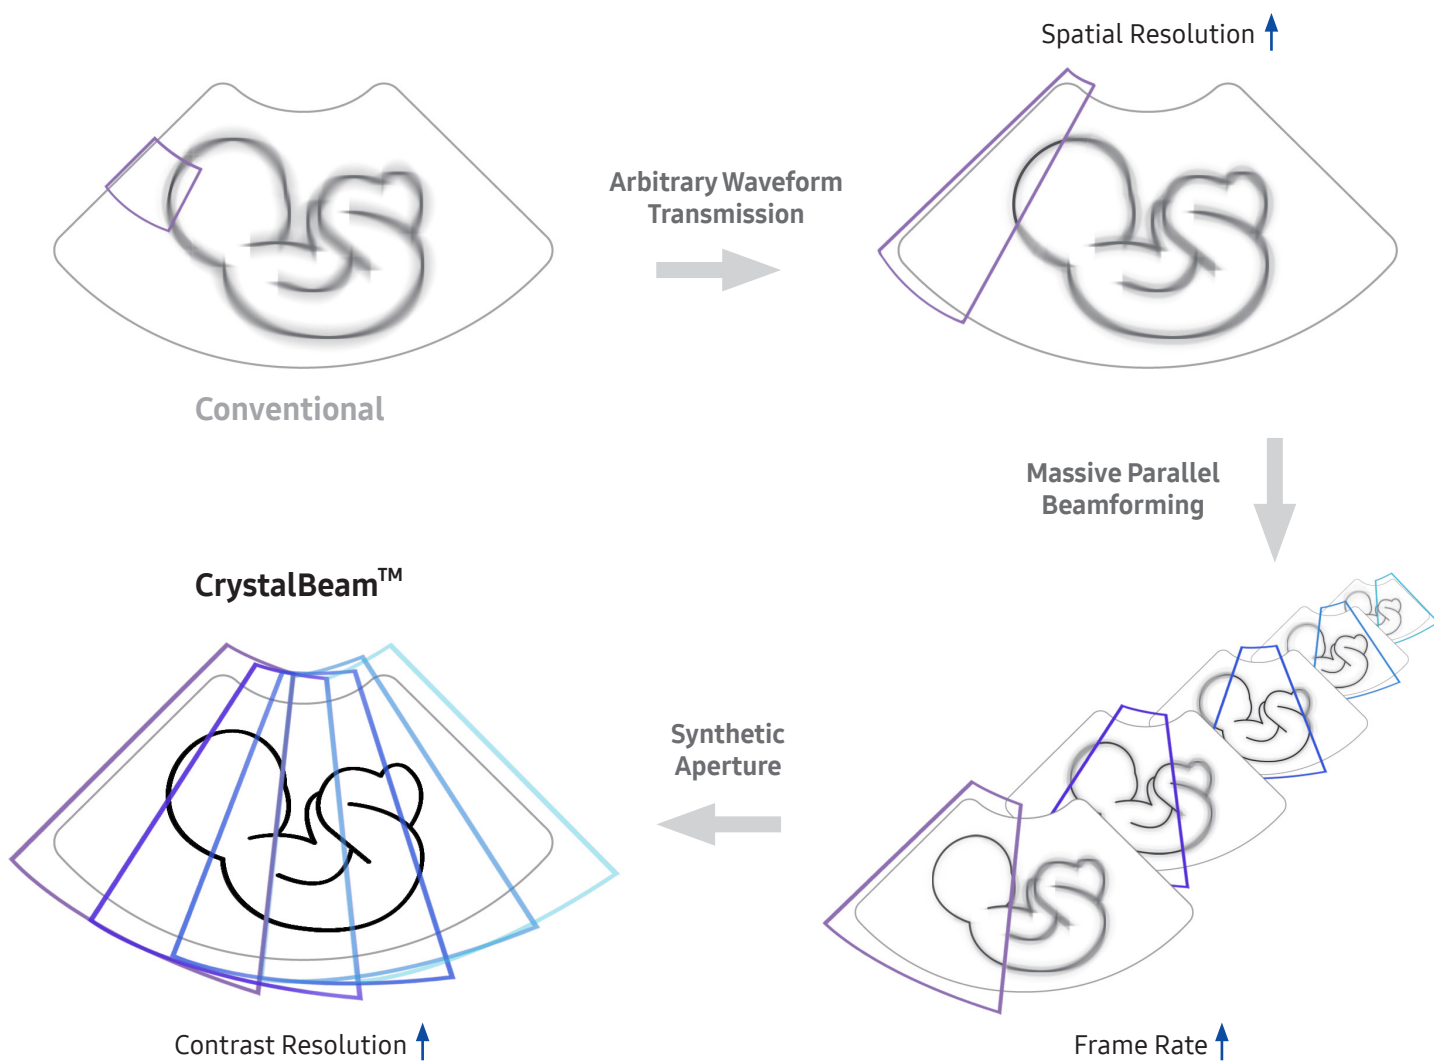 Spatial Resolution
Arbitrary Waveform
Transmission
Conventional
Massive Parallel
Beamforming
CrystalBeam™
Synthetic
Aperture
Contrast Resolution
Frame Rate